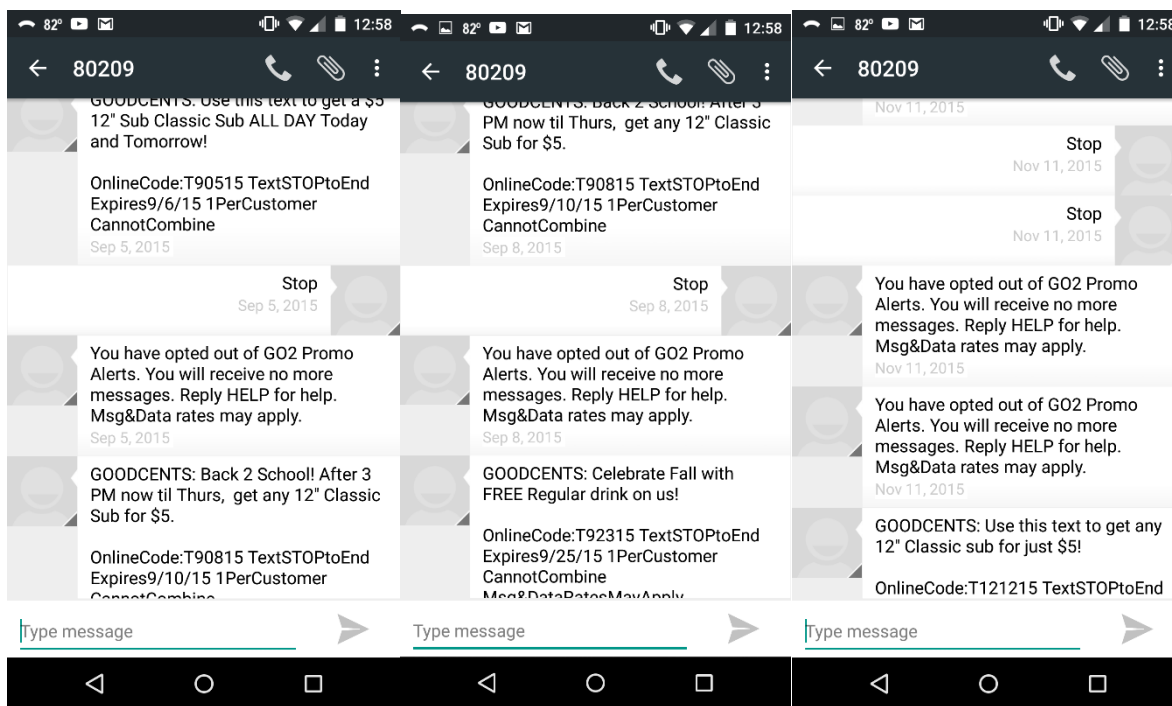 82° 12:58
80209
GOODCENTS: Use this text to get a $5
12" Sub Classic Sub ALL DAY Today
and Tomorrow!
OnlineCode:T90515 TextSTOPtoEnd
Expires9/6/15 1PerCustomer
CannotCombine
Sep 5, 2015
Stop
Sep 5, 2015
You have opted out of GO2 Promo
Alerts. You will receive no more
messages. Reply HELP for help.
Msg&Data rates may apply.
Sep 5, 2015
GOODCENTS: Back 2 School! After 3
PM now til Thurs,  get any 12" Classic
Sub for $5.
OnlineCode:T90815 TextSTOPtoEnd
Expires9/10/15 1PerCustomer
CannotCombine
Type message
82° 12:58
80209
GOODCENTS: Back 2 School! After 3
PM now til Thurs,  get any 12" Classic
Sub for $5.
OnlineCode:T90815 TextSTOPtoEnd
Expires9/10/15 1PerCustomer
CannotCombine
Sep 8, 2015
Stop
Sep 8, 2015
You have opted out of GO2 Promo
Alerts. You will receive no more
messages. Reply HELP for help.
Msg&Data rates may apply.
Sep 8, 2015
GOODCENTS: Celebrate Fall with
FREE Regular drink on us!
OnlineCode:T92315 TextSTOPtoEnd
Expires9/25/15 1PerCustomer
CannotCombine
Msg&DataRatesMayApply
Type message
82° 12:58
80209
Nov 11, 2015
Stop
Nov 11, 2015
Stop
Nov 11, 2015
You have opted out of GO2 Promo
Alerts. You will receive no more
messages. Reply HELP for help.
Msg&Data rates may apply.
Nov 11, 2015
You have opted out of GO2 Promo
Alerts. You will receive no more
messages. Reply HELP for help.
Msg&Data rates may apply.
Nov 11, 2015
GOODCENTS: Use this text to get any
12" Classic sub for just $5!
OnlineCode:T121215 TextSTOPtoEnd
Type message